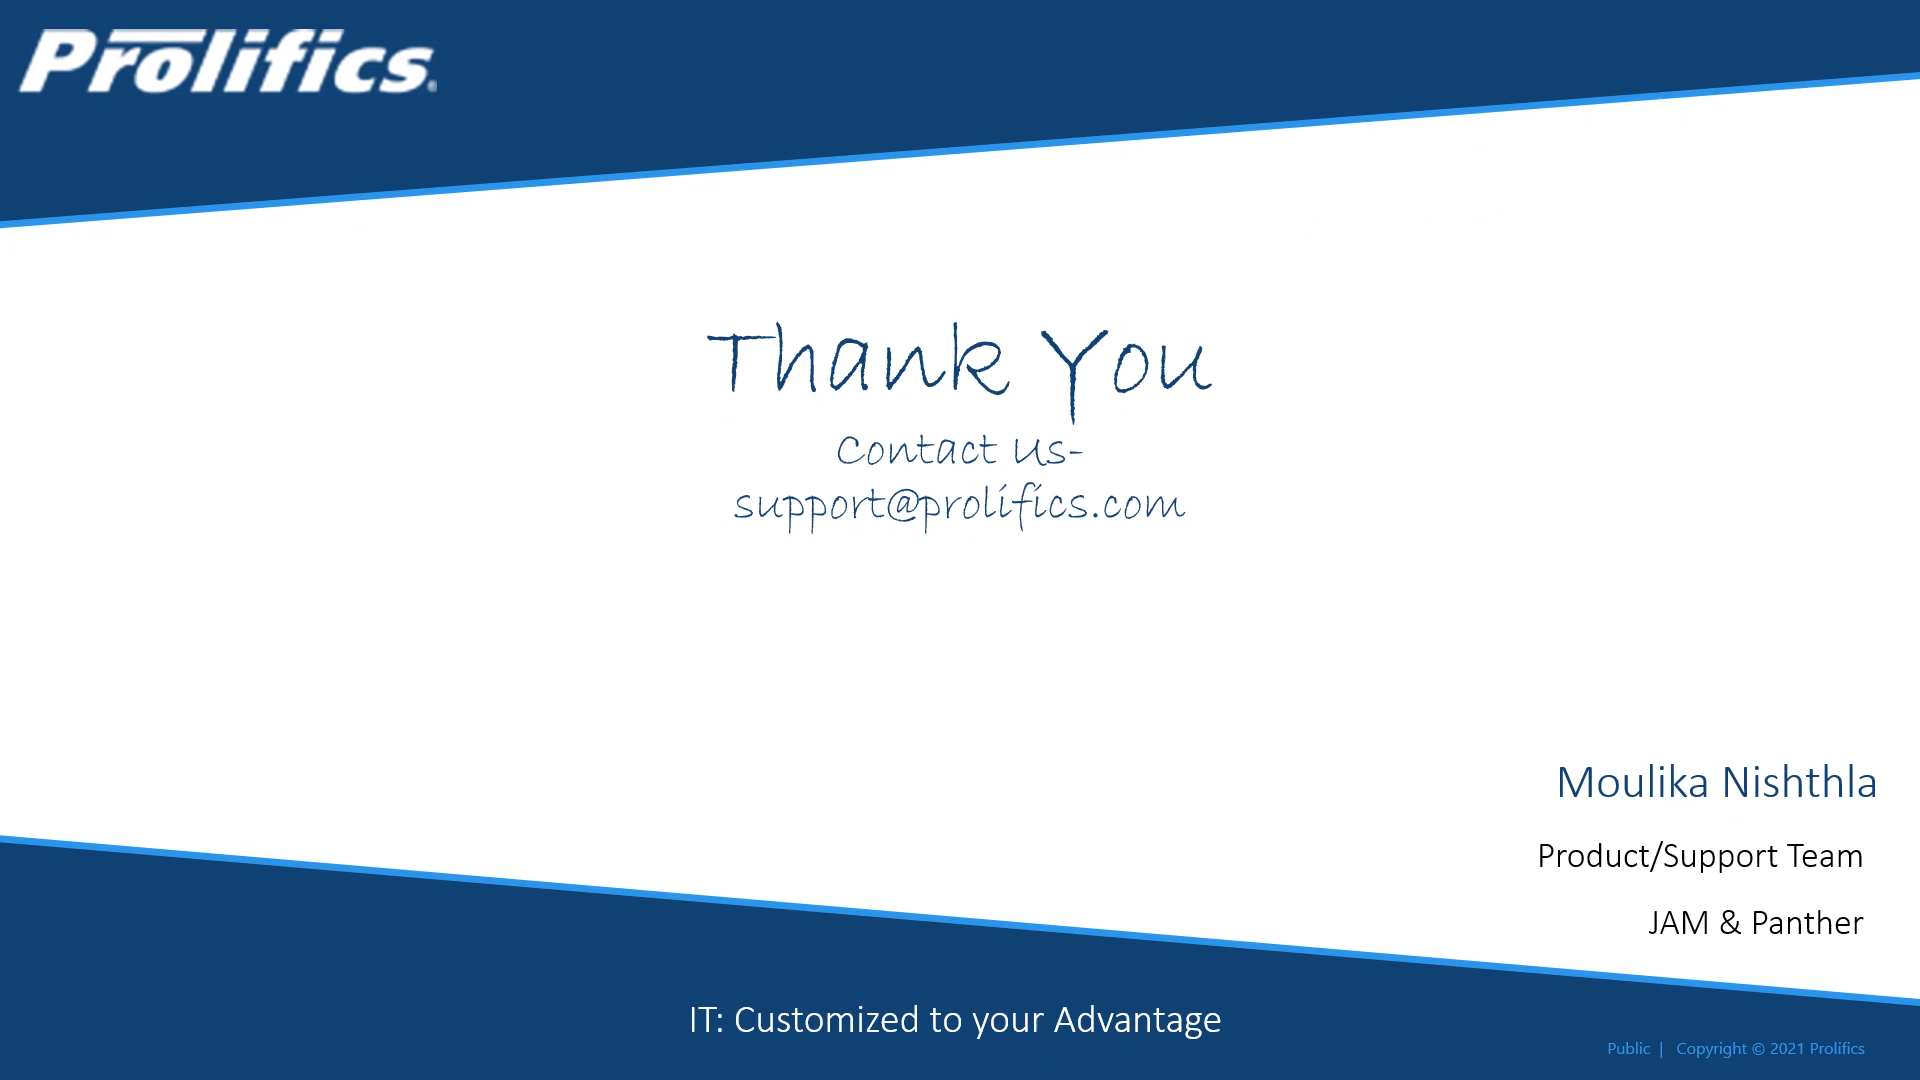 Prolifics®
Thank You
Contact Us-
support@prolifics.com
Moulika Nishthla
Product/Support Team
JAM & Panther
IT: Customized to your Advantage
Public | Copyright © 2021 Prolifics